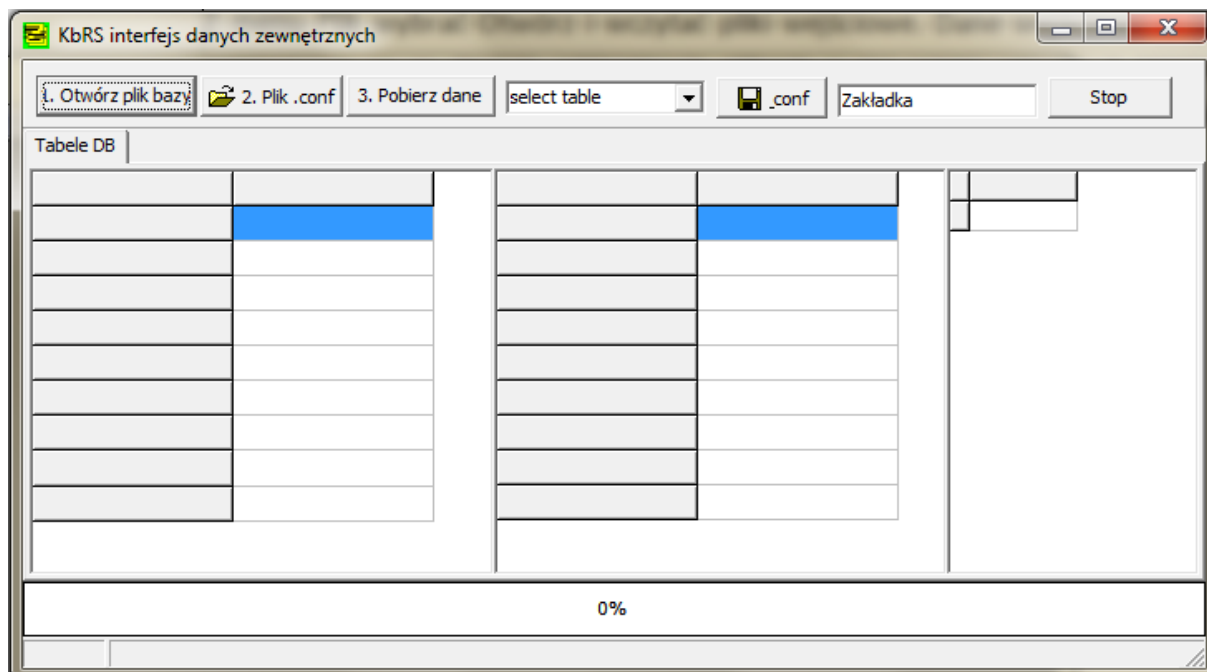 KbRS interfejs danych zewnętrznych
1. Otwórz plik bazy 2. Plik .conf 3. Pobierz dane select table _conf Zakładka Stop
Tabele DB
0%